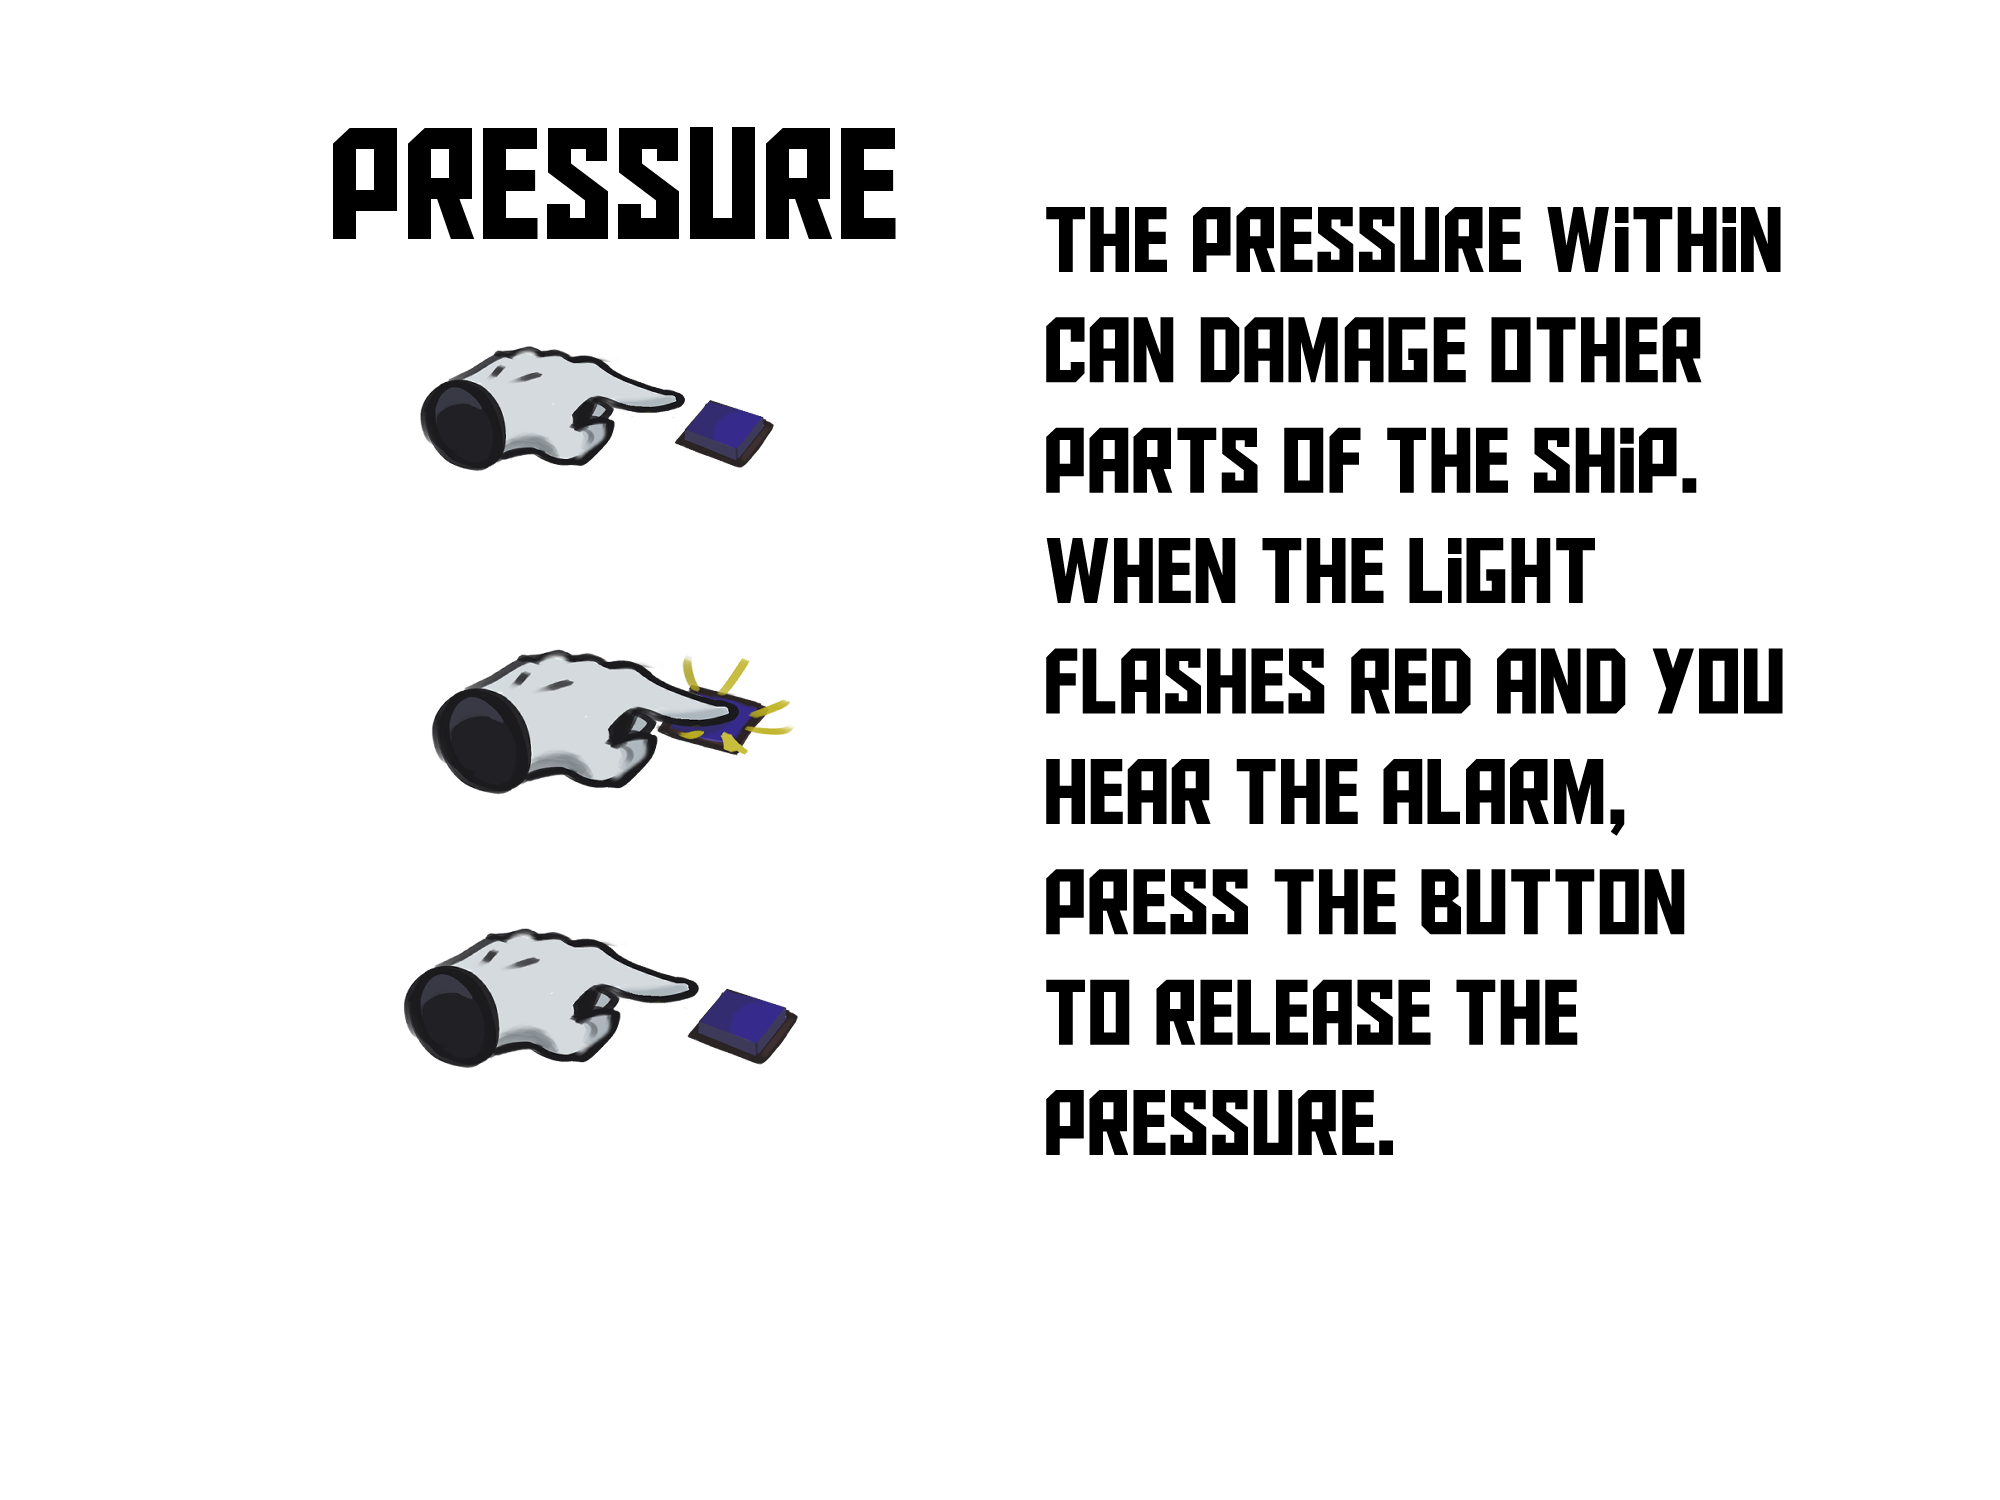 PRESSURE
THE PRESSURE WiTHiN
CAN DAMAGE OTHER
PARTS OF THE SHiP.
WHEN THE LiGHT
FLASHES RED AND YOU
HEAR THE ALARM,
PRESS THE BUTTON
TO RELEASE THE
PRESSURE.